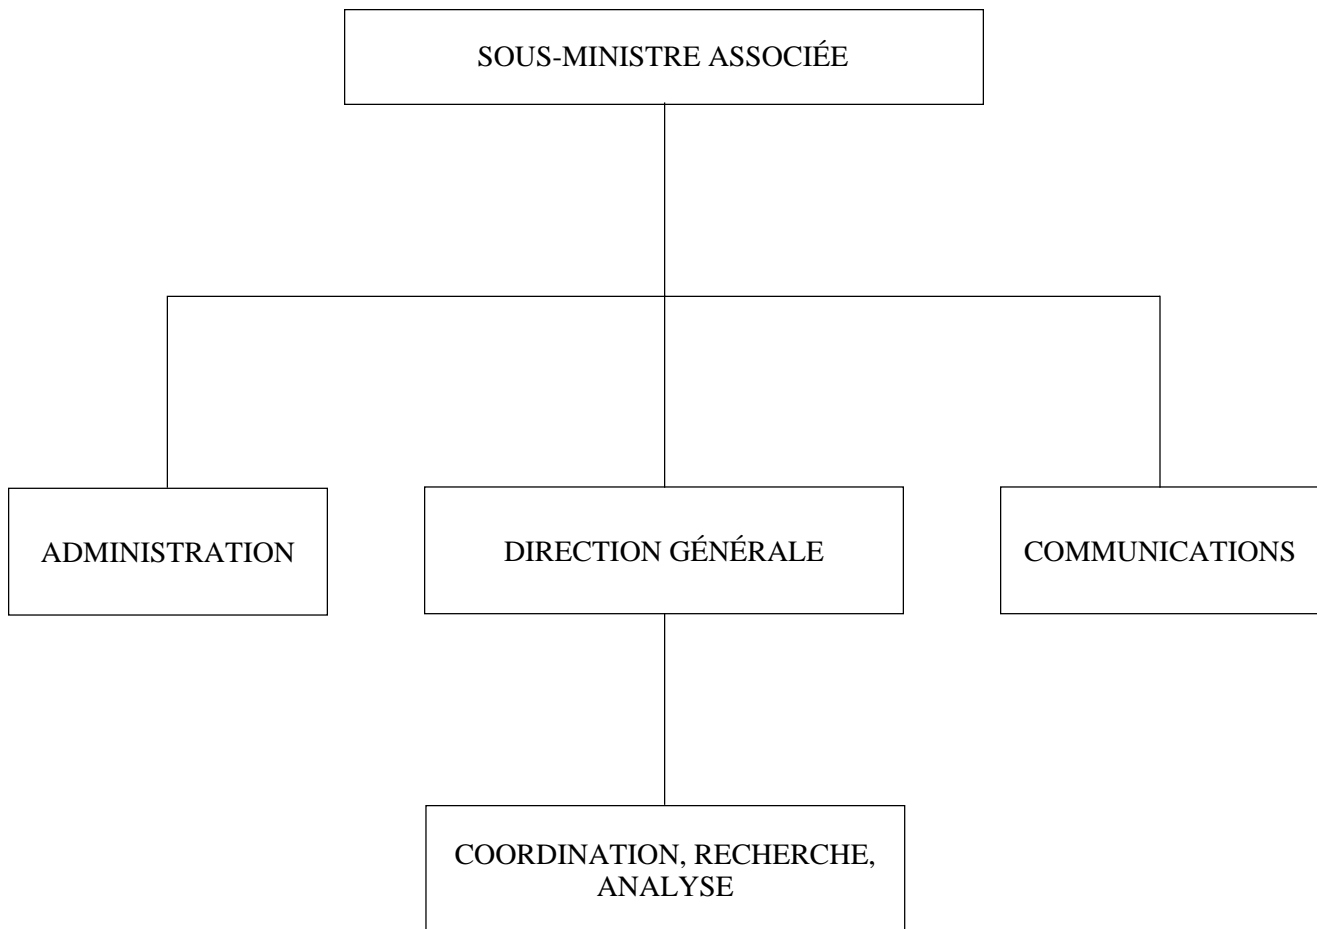 SOUS-MINISTRE ASSOCIÉE
ADMINISTRATION
DIRECTION GÉNÉRALE
COMMUNICATIONS
COORDINATION, RECHERCHE,
ANALYSE